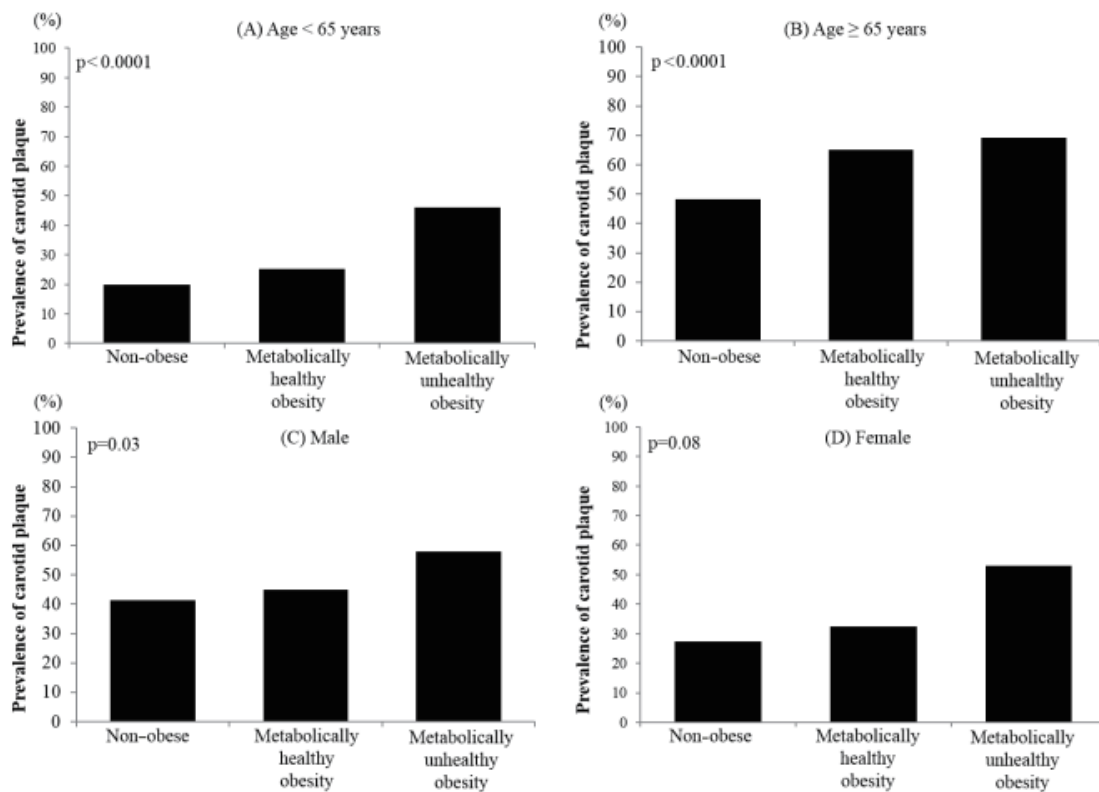 (%)
(A) Age < 65 years
p< 0.0001
Prevalence of carotid plaque
100
90
80
70
60
50
40
30
20
10
0
Non-obese
Metabolically
healthy
obesity
Metabolically
unhealthy
obesity
(%)
(B) Age ≥ 65 years
p <0.0001
Prevalence of carotid plaque
100
90
80
70
60
50
40
30
20
10
0
Non-obese
Metabolically
healthy
obesity
Metabolically
unhealthy
obesity
(%)
(C) Male
p=0.03
Prevalence of carotid plaque
100
90
80
70
60
50
40
30
20
10
0
Non-obese
Metabolically
healthy
obesity
Metabolically
unhealthy
obesity
(%)
(D) Female
p=0.08
Prevalence of carotid plaque
100
90
80
70
60
50
40
30
20
10
0
Non-obese
Metabolically
healthy
obesity
Metabolically
unhealthy
obesity